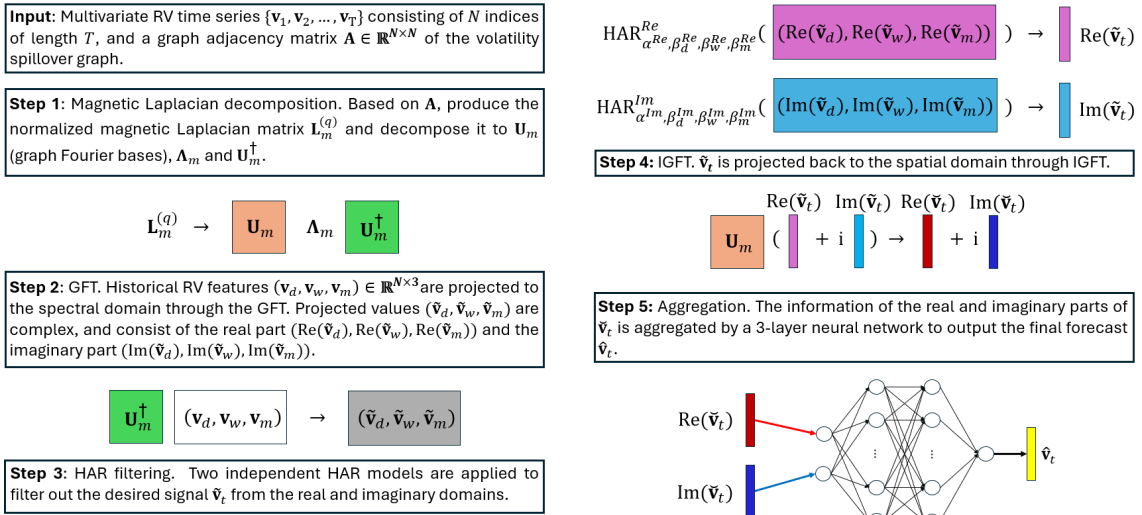 Input: Multivariate RV time series {v₁, v₂, ..., v_T} consisting of N indices
of length T, and a graph adjacency matrix A ∈ ℝ^{N×N} of the volatility
spillover graph.
Step 1: Magnetic Laplacian decomposition. Based on A, produce the
normalized magnetic Laplacian matrix L_m^{(q)} and decompose it to U_m
(graph Fourier bases), Λ_m and U_m^†.
L_m^{(q)} → U_m Λ_m U_m^†
Step 2: GFT. Historical RV features (v_d, v_w, v_m) ∈ ℝ^{N×3} are projected to
the spectral domain through the GFT. Projected values (ṽ_d, ṽ_w, ṽ_m) are
complex, and consist of the real part (Re(ṽ_d), Re(ṽ_w), Re(ṽ_m)) and the
imaginary part (Im(ṽ_d), Im(ṽ_w), Im(ṽ_m)).
U_m^† (v_d, v_w, v_m) → (ṽ_d, ṽ_w, ṽ_m)
Step 3: HAR filtering. Two independent HAR models are applied to
filter out the desired signal ṽ_t from the real and imaginary domains.
HAR^{Re}_{α^{Re}, β_d^{Re}, β_w^{Re}, β_m^{Re}}( (Re(ṽ_d), Re(ṽ_w), Re(ṽ_m)) ) → Re(ṽ_t)
HAR^{Im}_{α^{Im}, β_d^{Im}, β_w^{Im}, β_m^{Im}}( (Im(ṽ_d), Im(ṽ_w), Im(ṽ_m)) ) → Im(ṽ_t)
Step 4: IGFT. ṽ_t is projected back to the spatial domain through IGFT.
Re(ṽ_t) Im(ṽ_t) Re(v̆_t) Im(v̆_t)
U_m ( + i ) → + i
Step 5: Aggregation. The information of the real and imaginary parts of
v̆_t is aggregated by a 3-layer neural network to output the final forecast
v̂_t.
Re(v̆_t)
⋮ ⋮
v̂_t
Im(v̆_t)